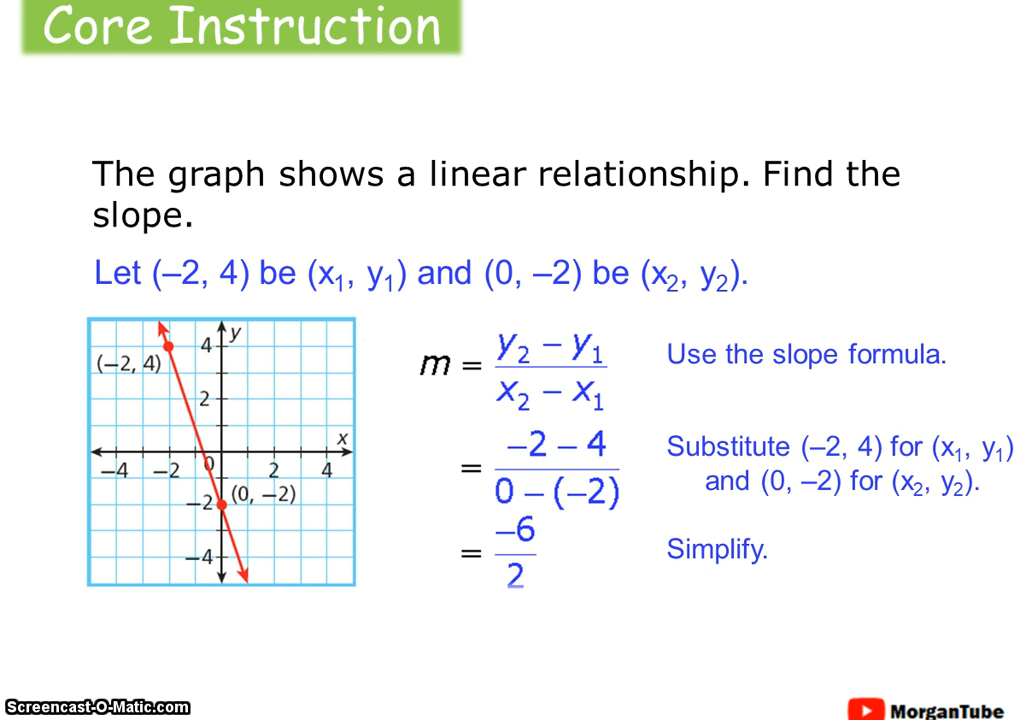 Core Instruction
The graph shows a linear relationship. Find the
slope.
Let (–2, 4) be (x₁, y₁) and (0, –2) be (x₂, y₂).
y
4
(–2, 4)
2
x
–4 –2 0 2 4
–2 (0, –2)
–4
m = y₂ – y₁ / x₂ – x₁ Use the slope formula.
= –2 – 4 / 0 – (–2) Substitute (–2, 4) for (x₁, y₁)
and (0, –2) for (x₂, y₂).
= –6 / 2 Simplify.
Screencast-O-Matic.com
MorganTube